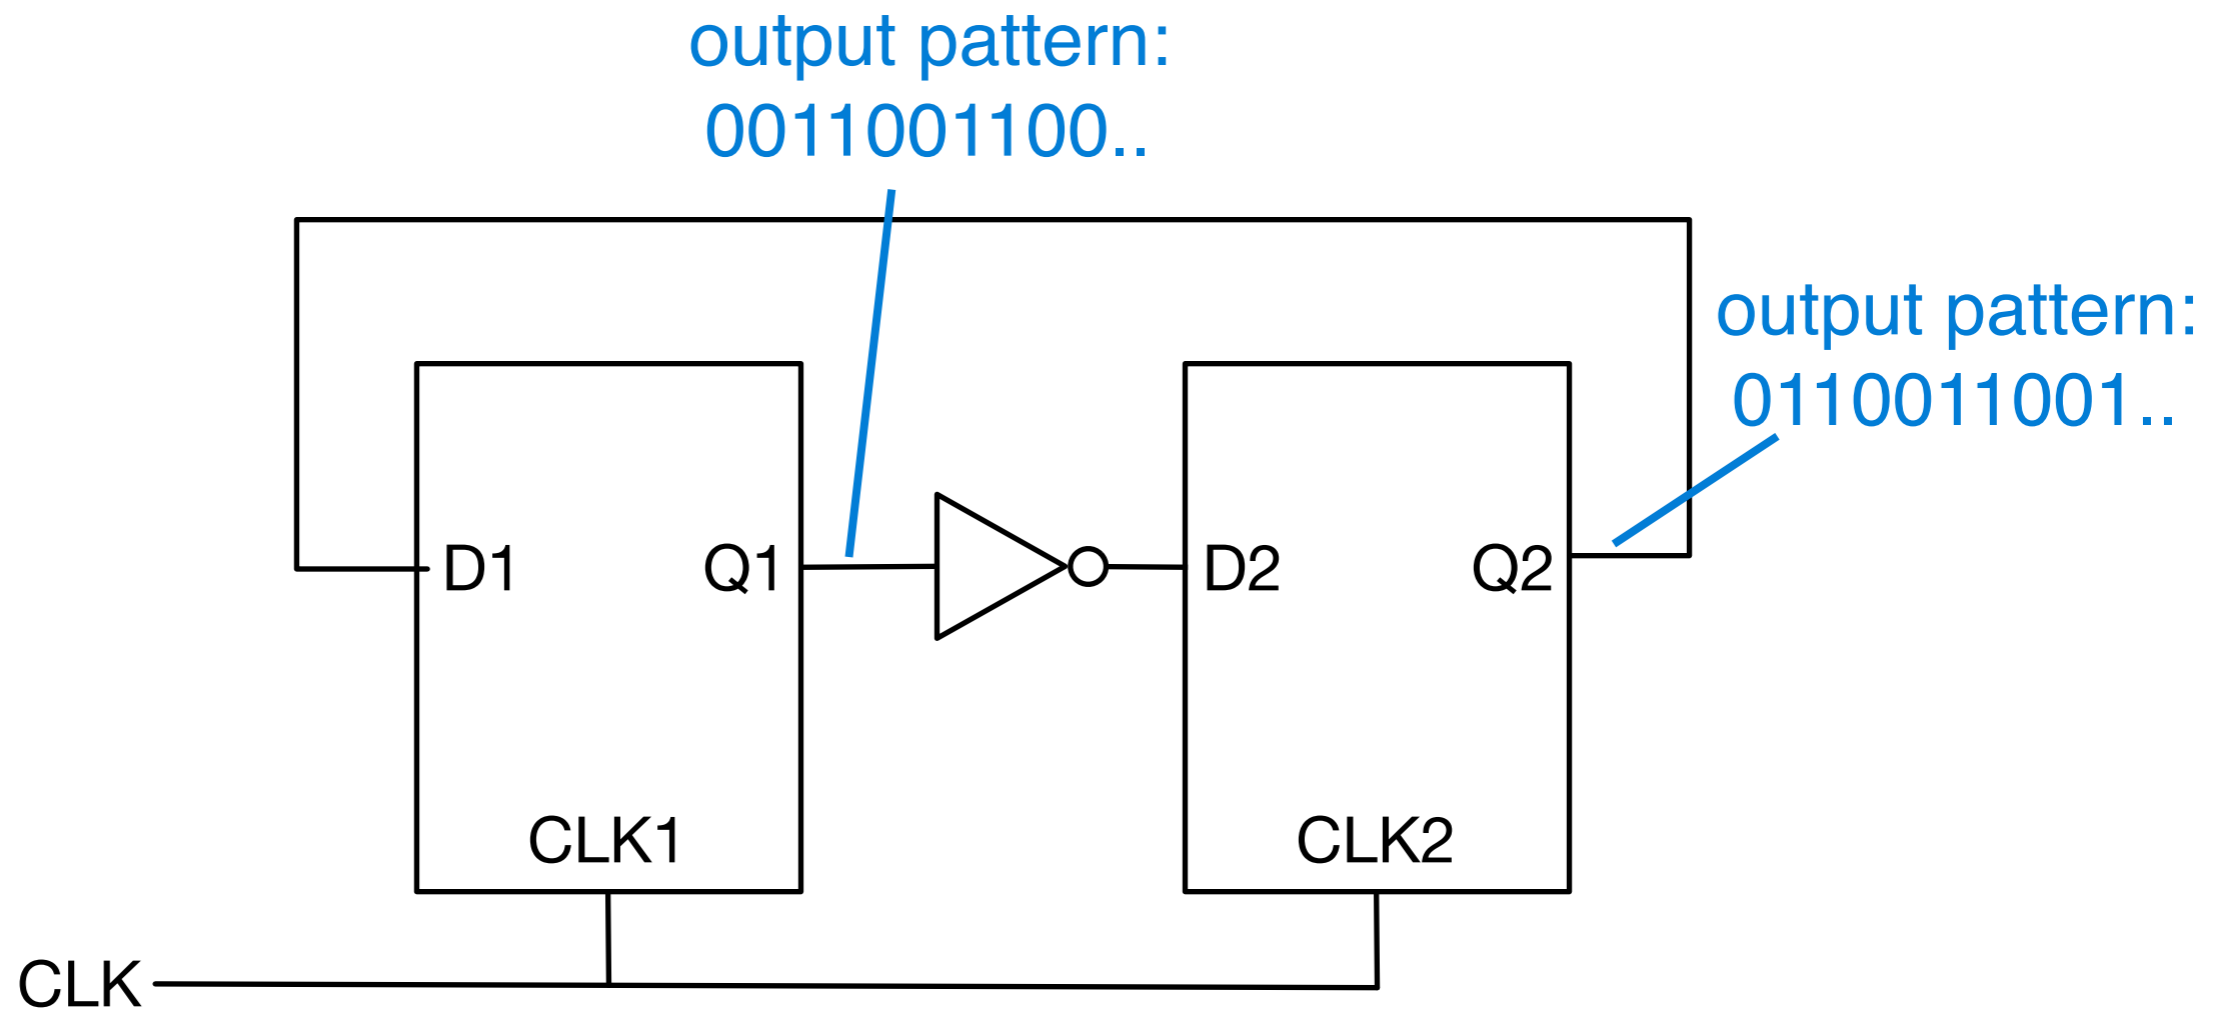 output pattern:
0011001100..
output pattern:
0110011001..
D1
Q1
D2
Q2
CLK1
CLK2
CLK